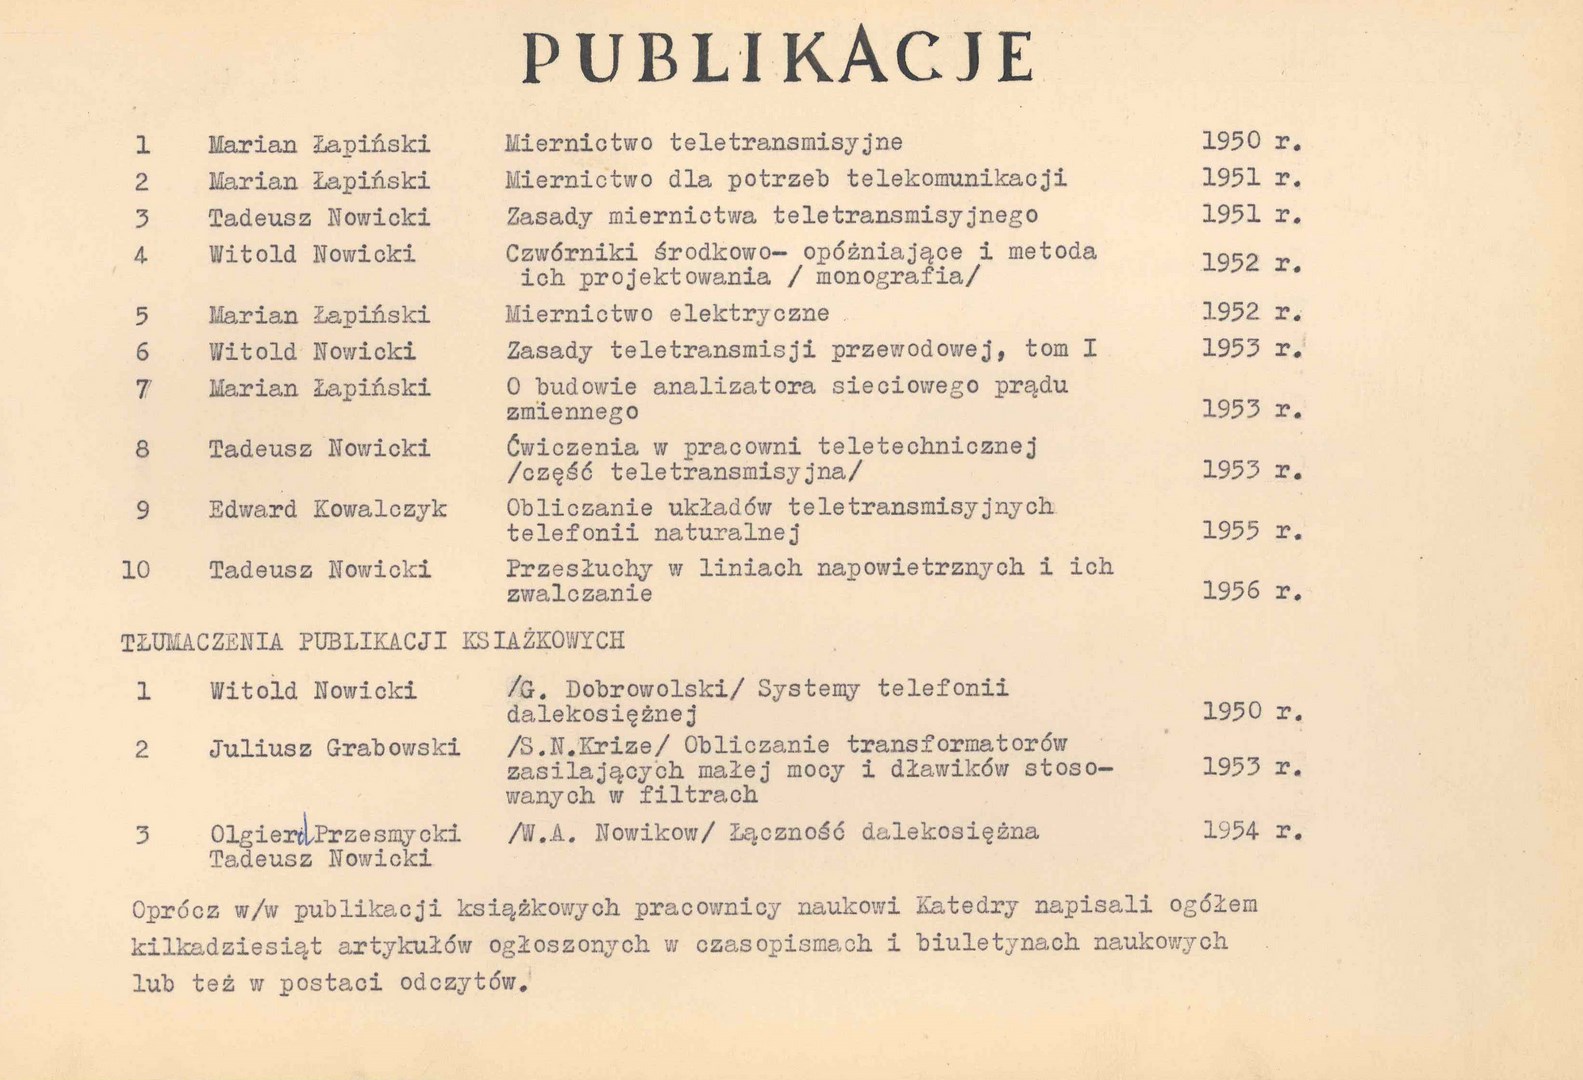 PUBLIKACJE
1 Marian Łapiński Miernictwo teletransmisyjne 1950 r.
2 Marian Łapiński Miernictwo dla potrzeb telekomunikacji 1951 r.
3 Tadeusz Nowicki Zasady miernictwa teletransmisyjnego 1951 r.
4 Witold Nowicki Czwórniki środkowo- opóżniające i metoda
ich projektowania / monografia/ 1952 r.
5 Marian Łapiński Miernictwo elektryczne 1952 r.
6 Witold Nowicki Zasady teletransmisji przewodowej, tom I 1953 r.
7 Marian Łapiński O budowie analizatora sieciowego prądu
zmiennego 1953 r.
8 Tadeusz Nowicki Ćwiczenia w pracowni teletechnicznej
/część teletransmisyjna/ 1953 r.
9 Edward Kowalczyk Obliczanie układów teletransmisyjnych
telefonii naturalnej 1955 r.
10 Tadeusz Nowicki Przesłuchy w liniach napowietrznych i ich
zwalczanie 1956 r.
TŁUMACZENIA PUBLIKACJI KSIAŻKOWYCH
1 Witold Nowicki /G. Dobrowolski/ Systemy telefonii
dalekosiężnej 1950 r.
2 Juliusz Grabowski /S.N.Krize/ Obliczanie transformatorów
zasilających małej mocy i dławików stoso- 1953 r.
wanych w filtrach
3 Olgierd Przesmycki /W.A. Nowikow/ Łączność dalekosiężna 1954 r.
Tadeusz Nowicki
Oprócz w/w publikacji książkowych pracownicy naukowi Katedry napisali ogółem
kilkadziesiąt artykułów ogłoszonych w czasopismach i biuletynach naukowych
lub też w postaci odczytów.